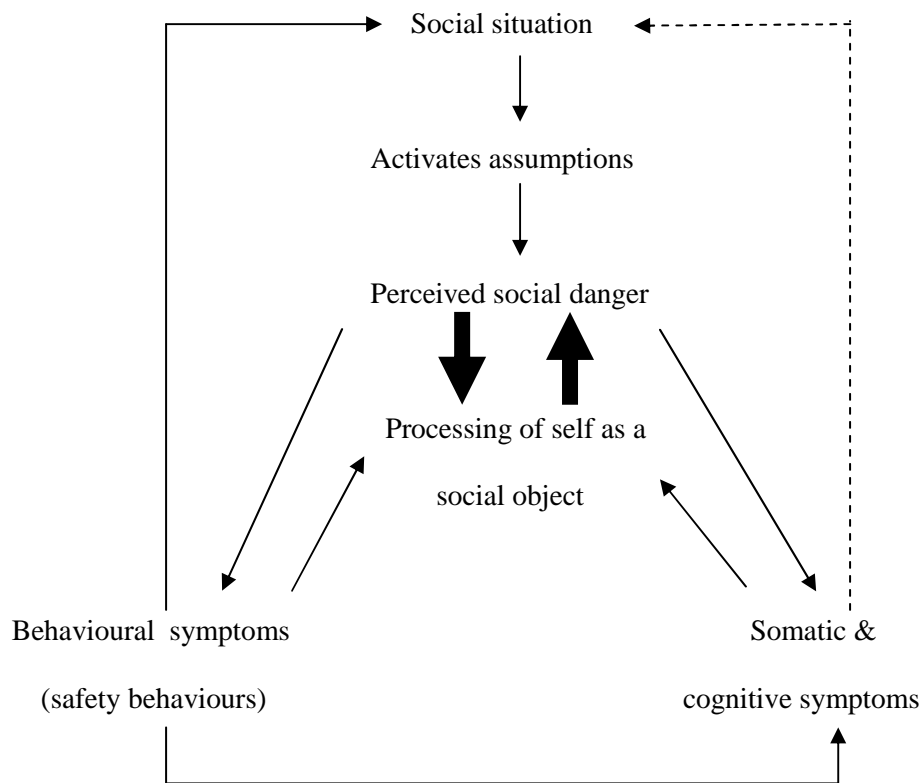 Social situation
Activates assumptions
Perceived social danger
Processing of self as a
social object
Behavioural symptoms
(safety behaviours)
Somatic &
cognitive symptoms